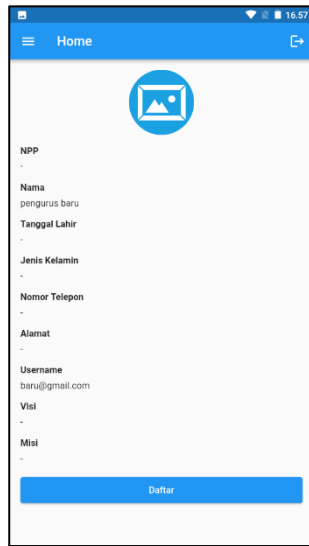 16.57
Home
NPP
-
Nama
pengurus baru
Tanggal Lahir
-
Jenis Kelamin
-
Nomor Telepon
-
Alamat
-
Username
baru@gmail.com
Visi
-
Misi
-
Daftar